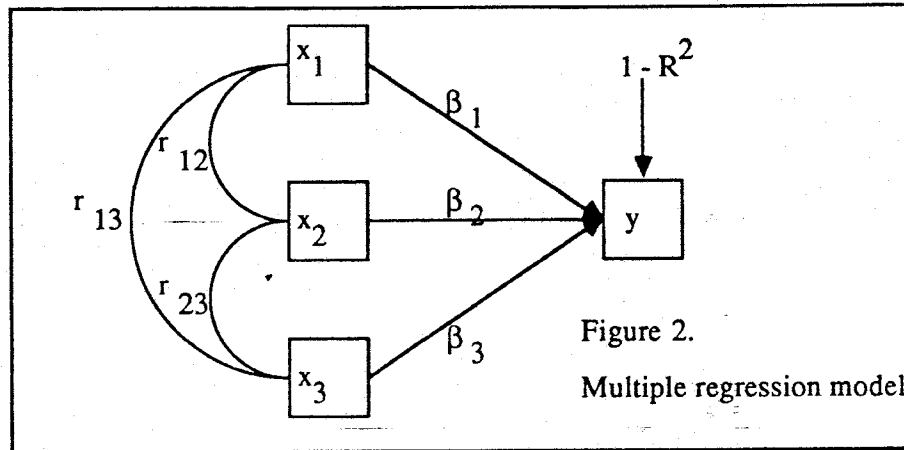 x₁
1 - R²
β₁
r₁₂
r₁₃
x₂
β₂
y
r₂₃
β₃
x₃
Figure 2.
Multiple regression model